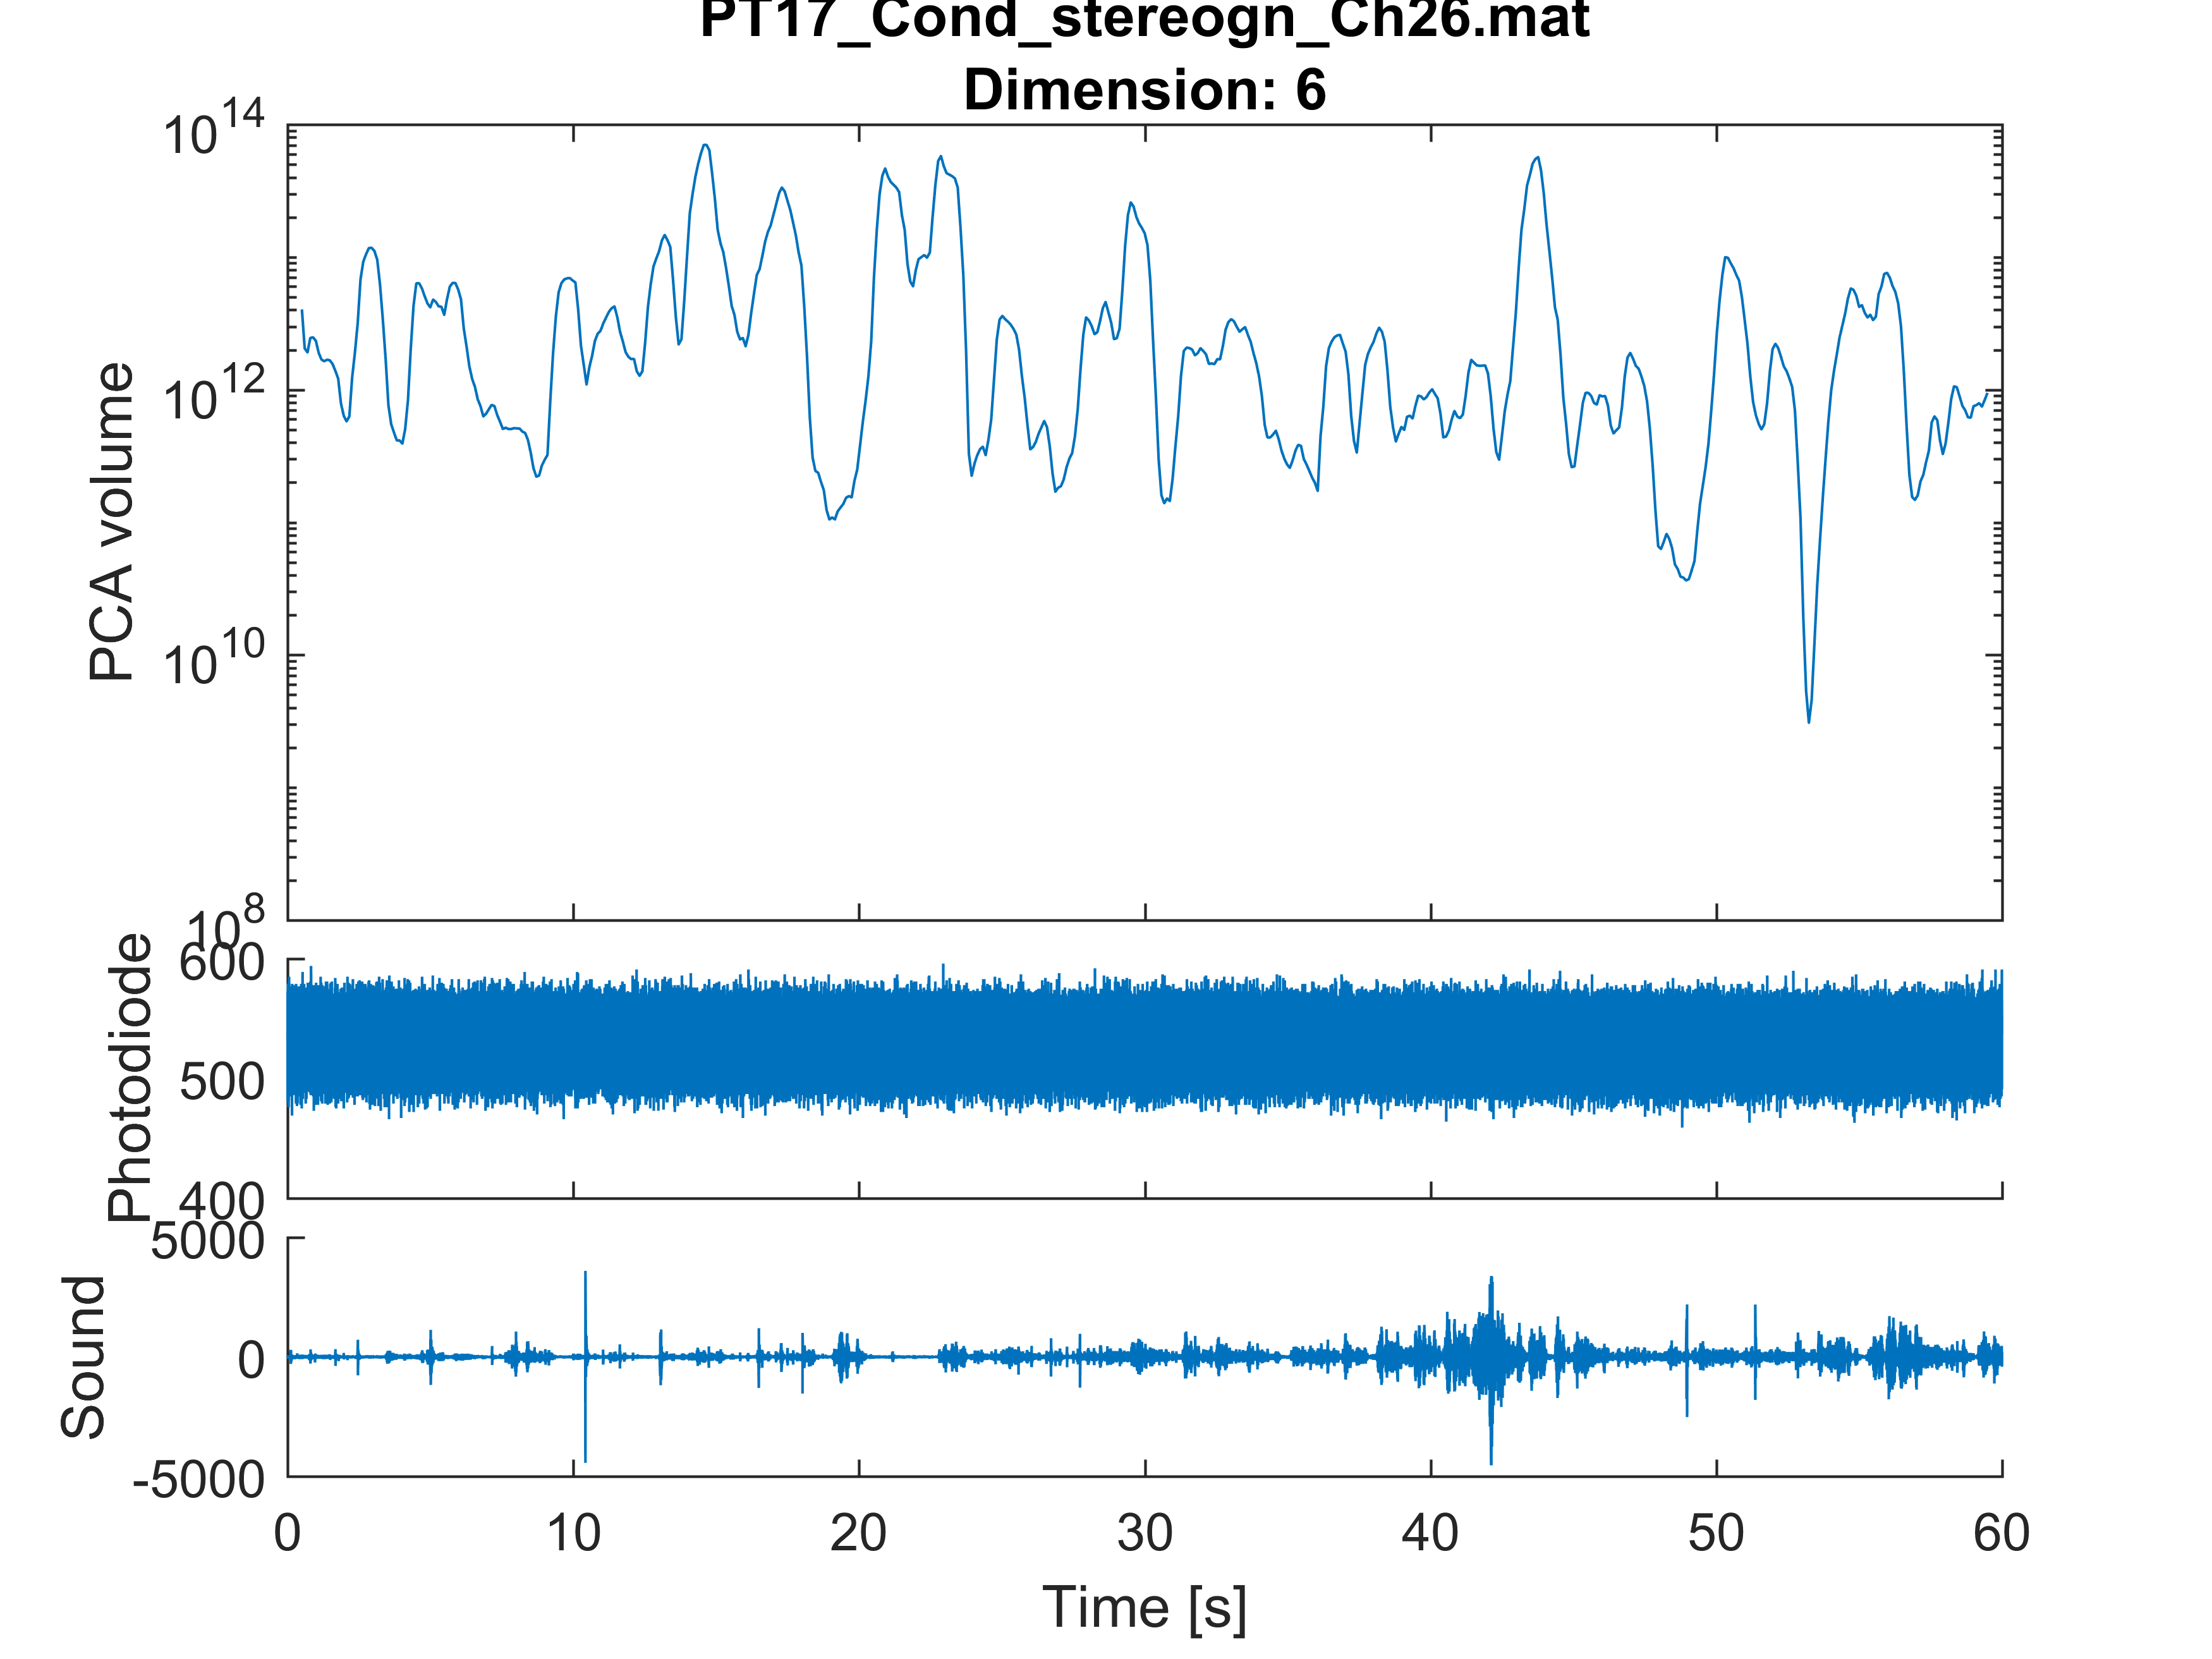 PT17_Cond_stereogn_Ch26.mat
Dimension: 6
10^14
10^12
10^10
10^8
PCA volume
600
500
400
Photodiode
5000
0
-5000
Sound
0 10 20 30 40 50 60
Time [s]